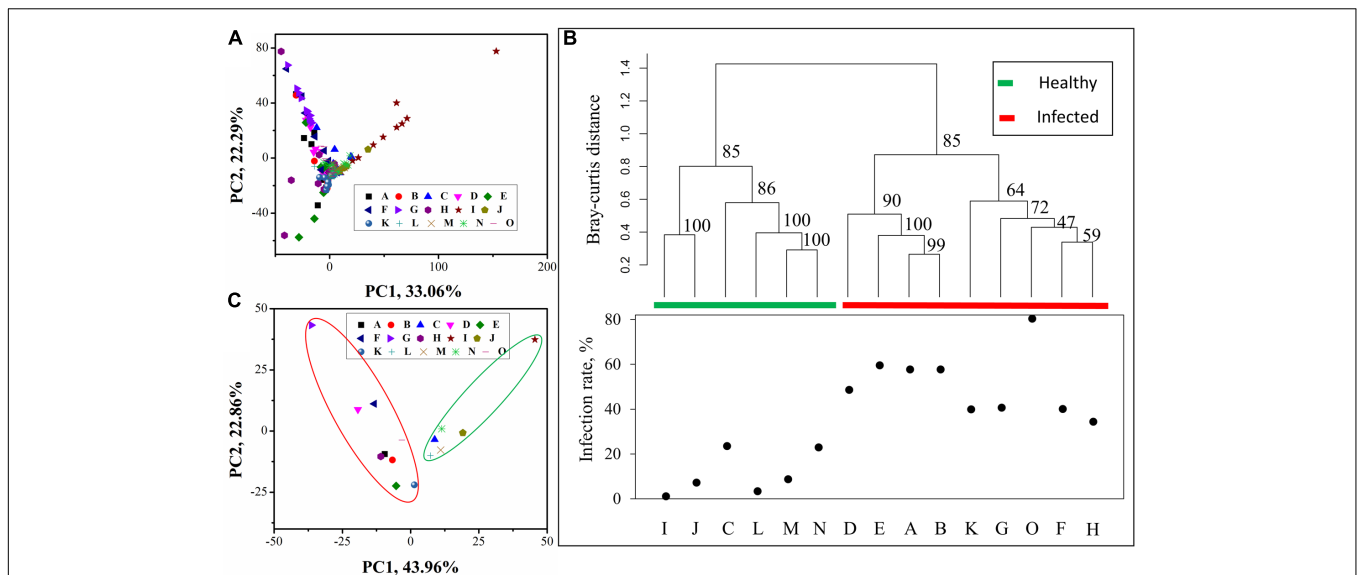 A
80
40
0
-40
0
100
200
PC2, 22.29%
PC1, 33.06%
A B C D E
F G H I J
K L M N O
B
Bray-curtis distance
1.4
1.2
1.0
0.8
0.6
0.4
0.2
Healthy
Infected
85
85
86
100
100
100
90
100
99
64
72
47
59
C
50
25
0
-25
-50
-25
0
25
50
PC2, 22.86%
PC1, 43.96%
A B C D E
F G H I J
K L M N O
Infection rate, %
80
60
40
20
0
I J C L M N D E A B K G O F H